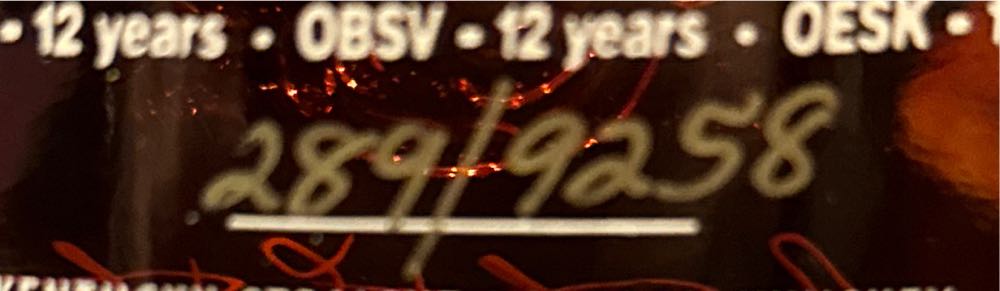 • 12 years • OBSV - 12 years • OESK -
289/9258